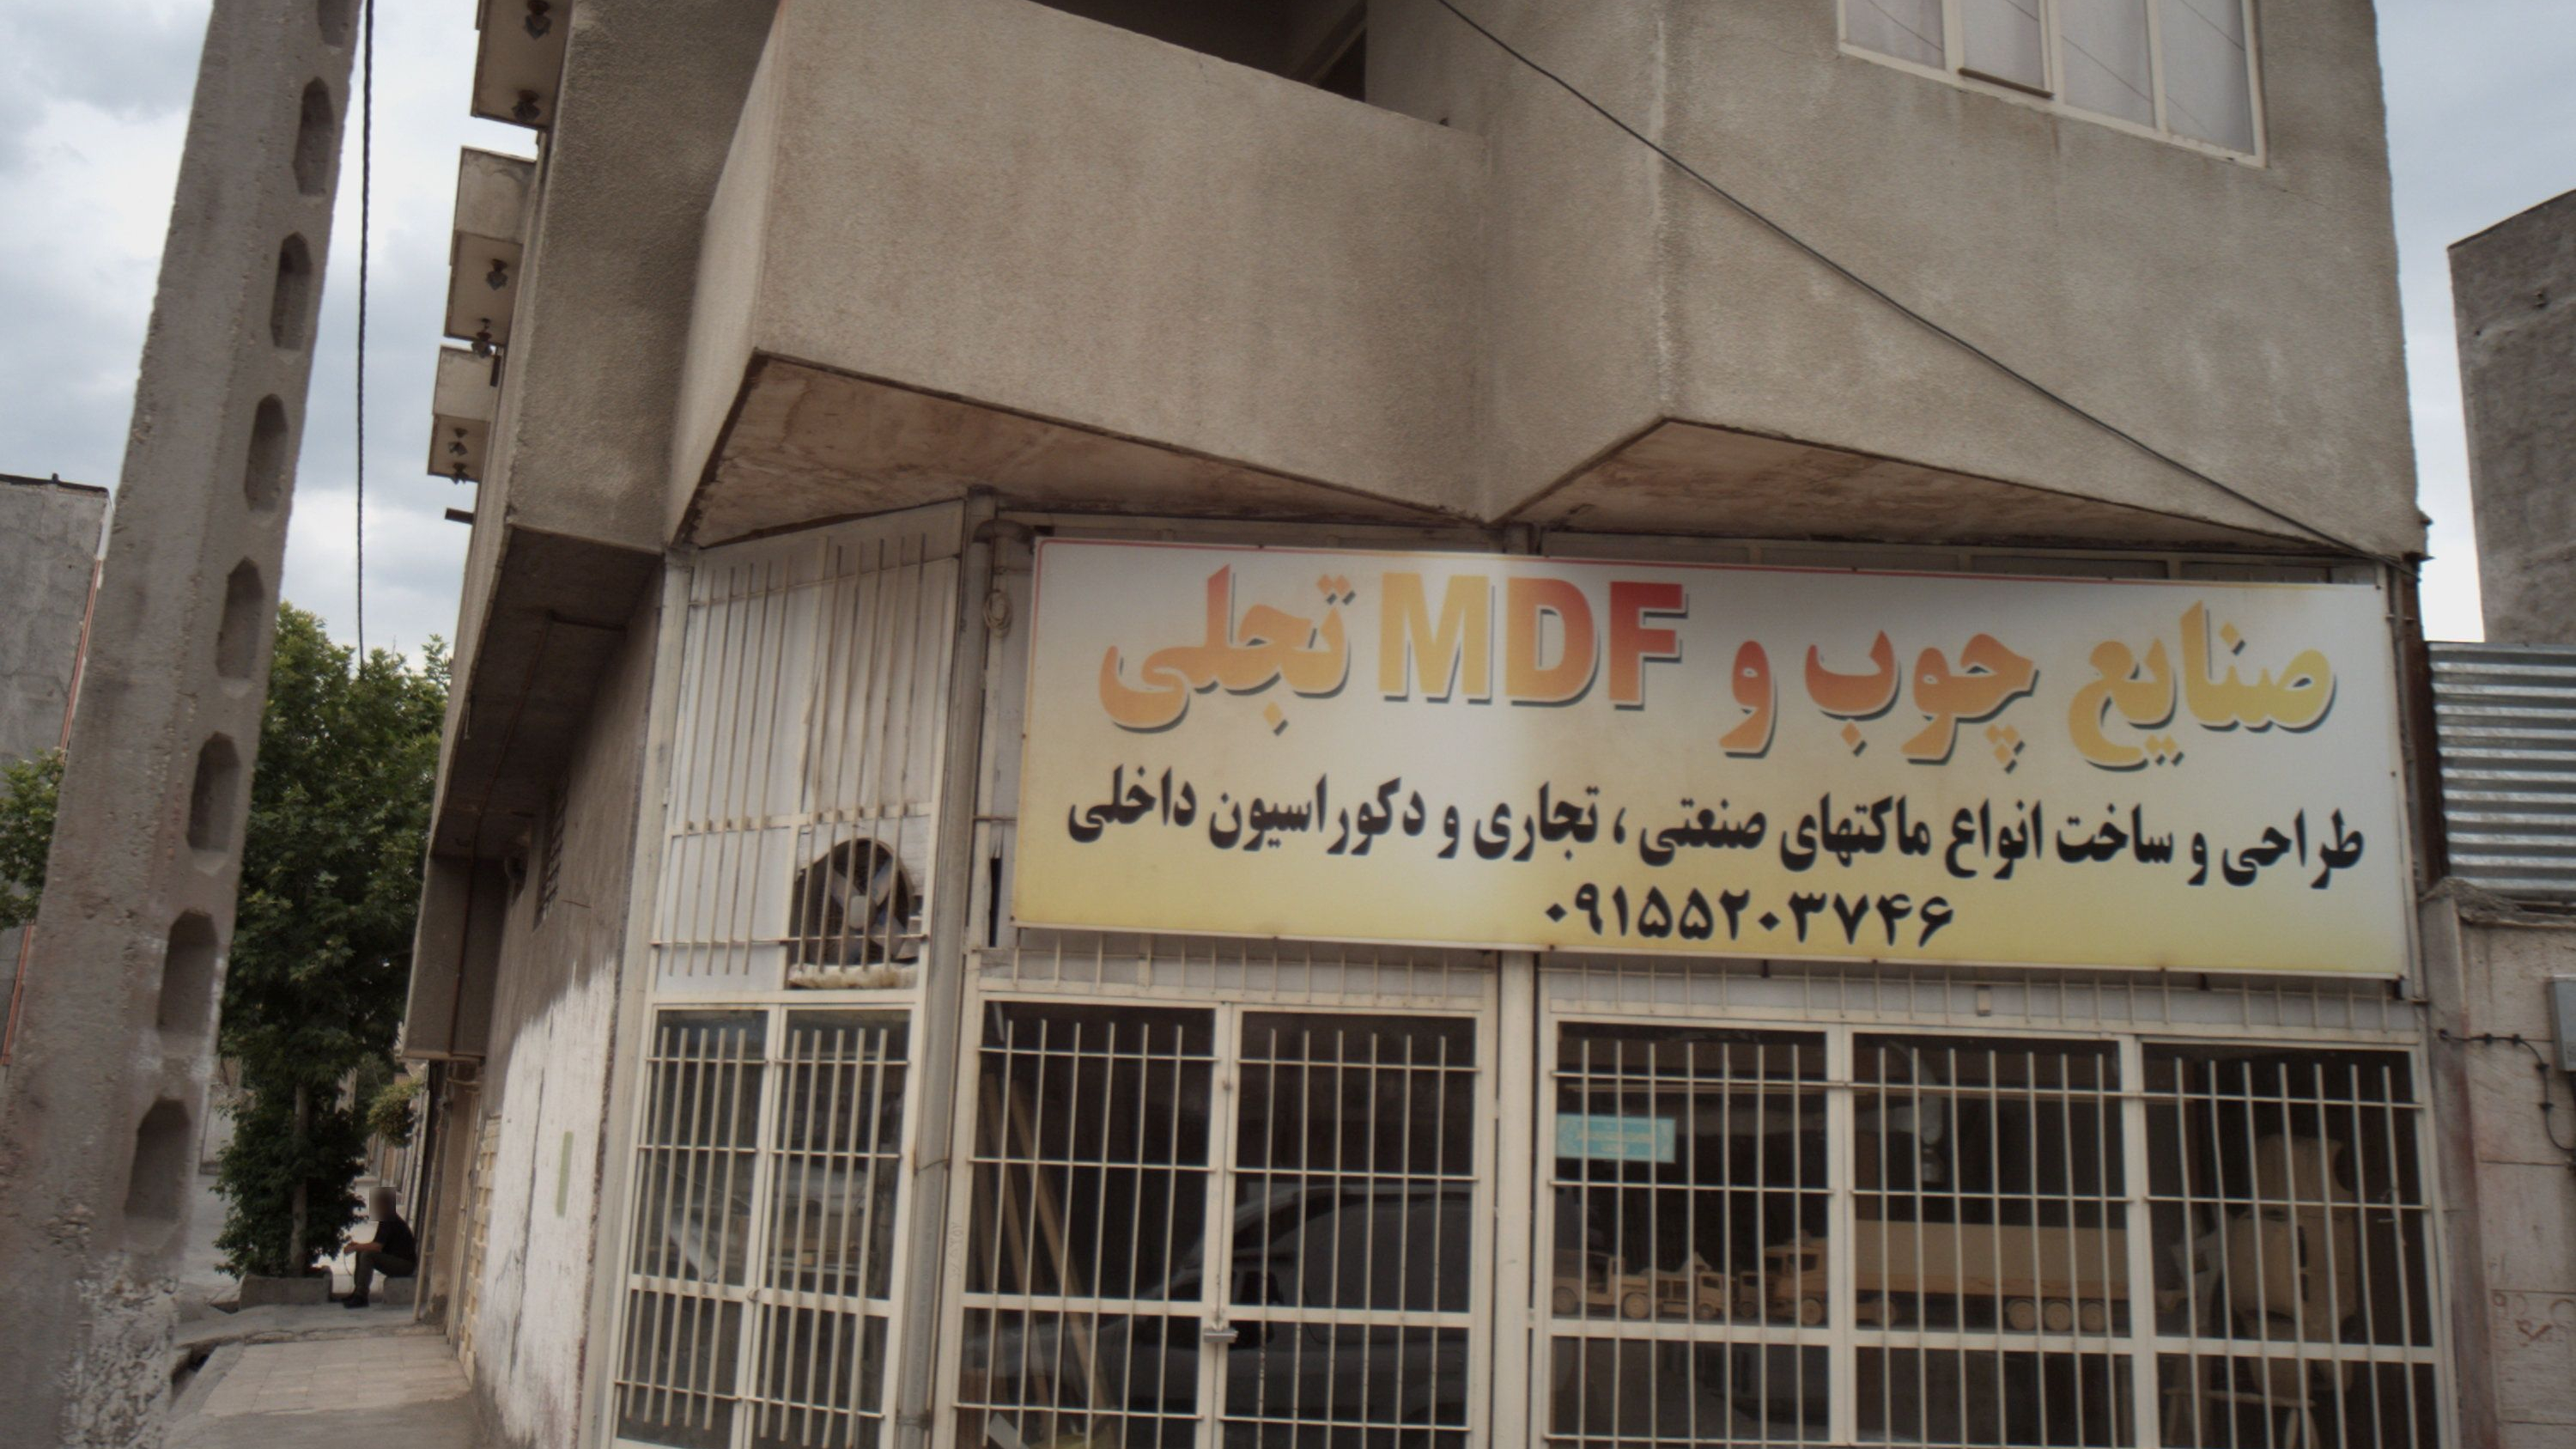 صنایع چوب و MDF تجلی
طراحی و ساخت انواع ماکتهای صنعتی ، تجاری و دکوراسیون داخلی
۰۹۱۵۵۲۰۳۷۴۶